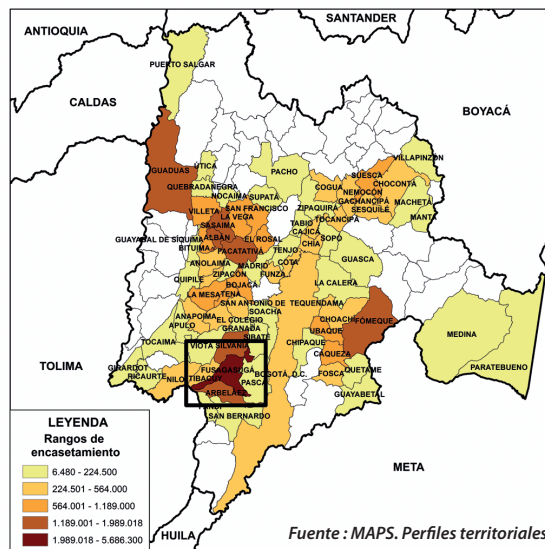 SANTANDER
ANTIOQUIA
PUERTO SALGAR
CALDAS
BOYACÁ
VILLAPINZÓN
ÚTICA
PACHO
SUESCA
GUADUAS
COGUA
CHOCONTÁ
QUEBRADANEGRA
NEMOCÓN
SUPATÁ
GACHANCIPÁ
NOCAIMA
ZIPAQUIRÁ
MACHETÁ
SESQUILÉ
VILLETA
SAN FRANCISCO
TOCANCIPÁ
LA VEGA
TABIO
MANTA
SASAIMA
CAJICÁ
ALBÁN
EL ROSAL
SOPÓ
GUAYABAL DE SÍQUIMA
CHÍA
BITUIMA
FACATATIVÁ
TENJO
GUASCA
ANOLAIMA
MADRID
COTA
ZIPACÓN
FUNZA
QUIPILE
BOJACÁ
LA CALERA
LA MESA
TENA
SAN ANTONIO DE TEQUENDAMA
ANAPOIMA
SOACHA
APULO
EL COLEGIO
CHOACHÍ
FÓMEQUE
GRANADA
UBAQUE
MEDINA
TOCAIMA
VIOTÁ
SILVANIA
SIBATÉ
CHIPAQUE
CAQUEZA
PARATEBUENO
TOLIMA
GIRARDOT
FUSAGASUGÁ
BOGOTÁ, D.C.
FOSCA
QUETAME
RICAURTE
NILO
TIBACUY
PASCA
ARBELÁEZ
GUAYABETAL
PANDI
SAN BERNARDO
LEYENDA
Rangos de
encasetamiento
6.480 - 224.500
224.501 - 564.000
564.001 - 1.189.000
1.189.001 - 1.989.018
1.989.018 - 5.686.300
META
HUILA
Fuente : MAPS. Perfiles territoriales